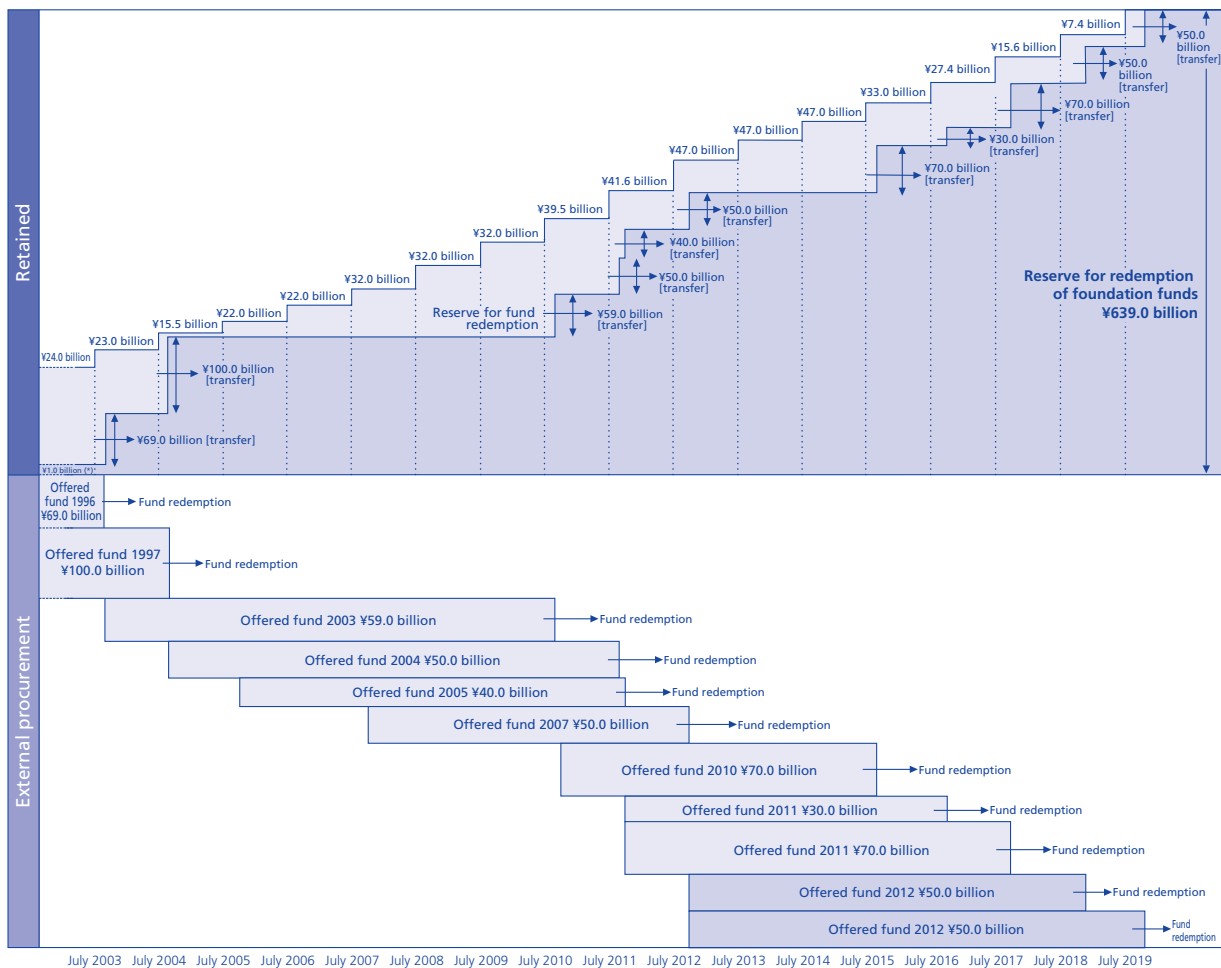 Retained
¥24.0 billion
¥23.0 billion
¥15.5 billion
¥22.0 billion
¥22.0 billion
¥32.0 billion
¥32.0 billion
¥32.0 billion
¥39.5 billion
¥41.6 billion
¥47.0 billion
¥47.0 billion
¥47.0 billion
¥33.0 billion
¥27.4 billion
¥15.6 billion
¥7.4 billion
¥1.0 billion (*)
¥69.0 billion [transfer]
¥100.0 billion
[transfer]
Reserve for fund
redemption
¥59.0 billion
[transfer]
¥50.0 billion
[transfer]
¥40.0 billion
[transfer]
¥50.0 billion
[transfer]
¥70.0 billion
[transfer]
¥30.0 billion
[transfer]
¥70.0 billion
[transfer]
¥50.0
billion
[transfer]
¥50.0
billion
[transfer]
Reserve for redemption
of foundation funds
¥639.0 billion
External procurement
Offered
fund 1996
¥69.0 billion
Fund redemption
Offered fund 1997
¥100.0 billion
Fund redemption
Offered fund 2003 ¥59.0 billion
Fund redemption
Offered fund 2004 ¥50.0 billion
Fund redemption
Offered fund 2005 ¥40.0 billion
Fund redemption
Offered fund 2007 ¥50.0 billion
Fund redemption
Offered fund 2010 ¥70.0 billion
Fund redemption
Offered fund 2011 ¥30.0 billion
Fund redemption
Offered fund 2011 ¥70.0 billion
Fund redemption
Offered fund 2012 ¥50.0 billion
Fund redemption
Offered fund 2012 ¥50.0 billion
Fund
redemption
July 2003 July 2004 July 2005 July 2006 July 2007 July 2008 July 2009 July 2010 July 2011 July 2012 July 2013 July 2014 July 2015 July 2016 July 2017 July 2018 July 2019